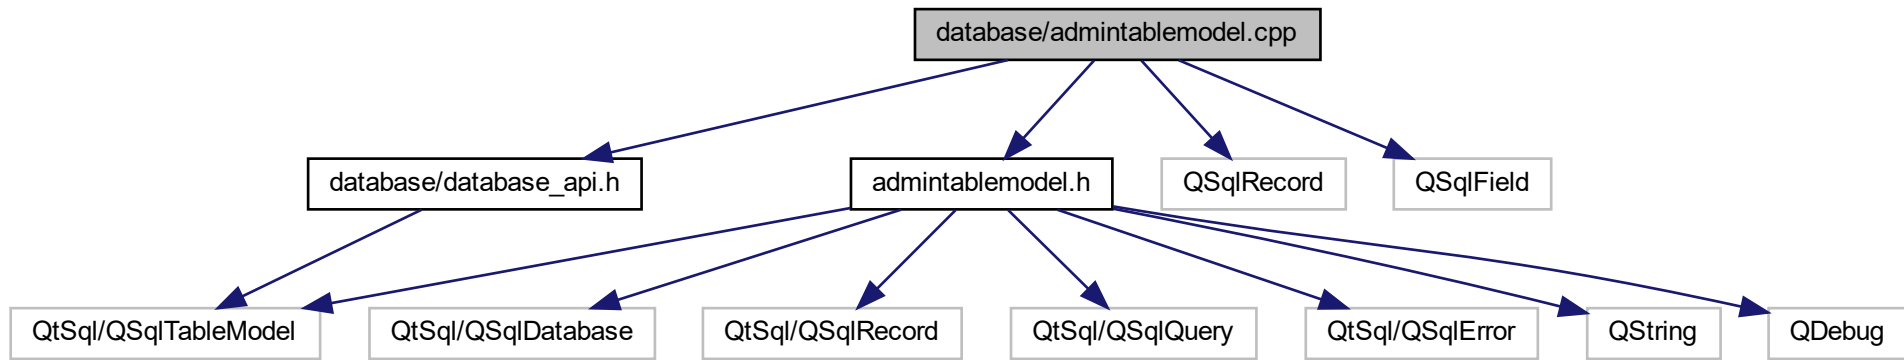 database/admintablemodel.cpp
database/database_api.h
admintablemodel.h
QSqlRecord
QSqlField
QtSql/QSqlTableModel
QtSql/QSqlDatabase
QtSql/QSqlRecord
QtSql/QSqlQuery
QtSql/QSqlError
QString
QDebug